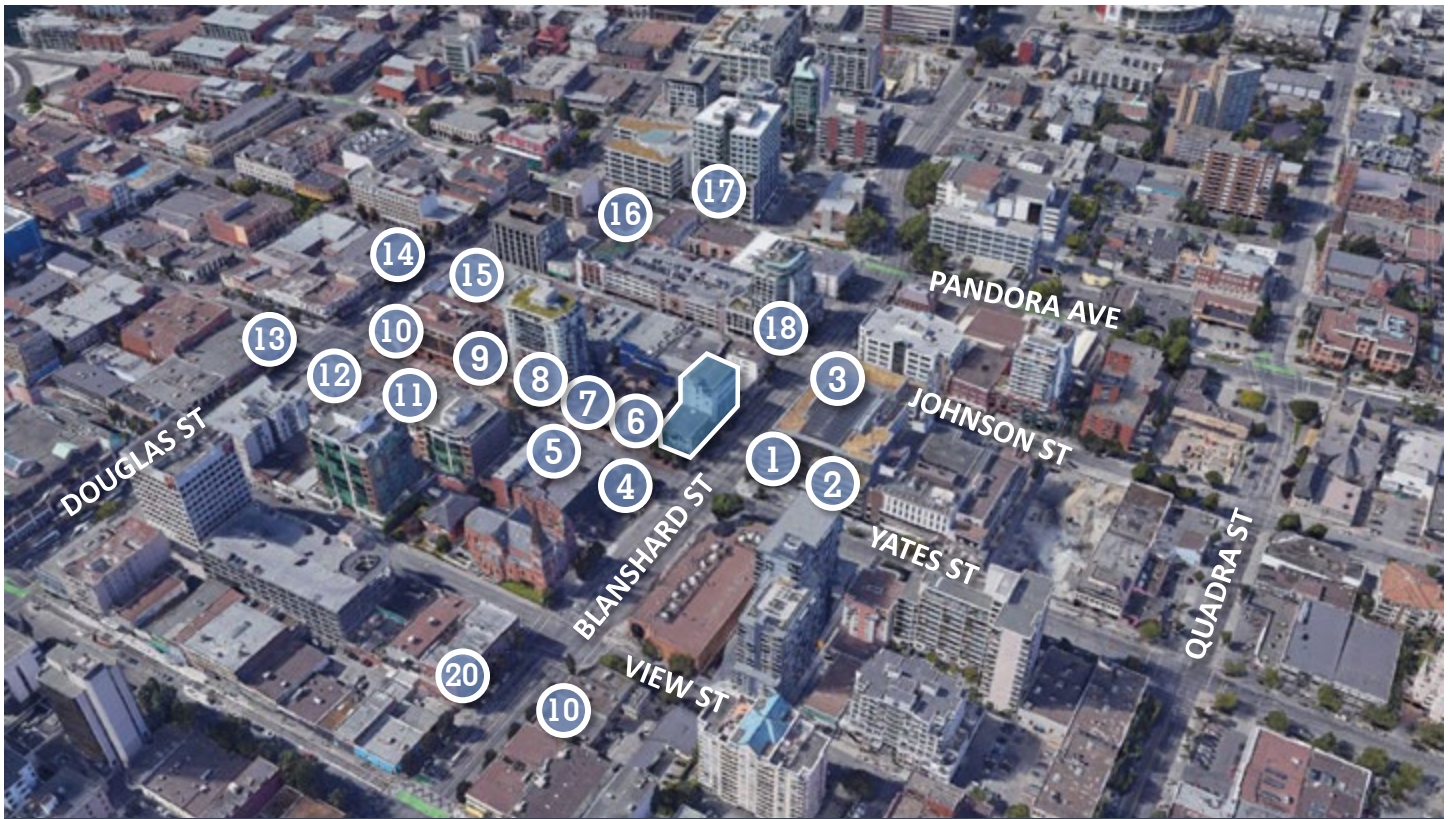 17
16
14
15
PANDORA AVE
18
10
13
9
12
8
3
11
7
6
JOHNSON ST
DOUGLAS ST
5
1
4
2
BLANSHARD ST
YATES ST
QUADRA ST
20
VIEW ST
10